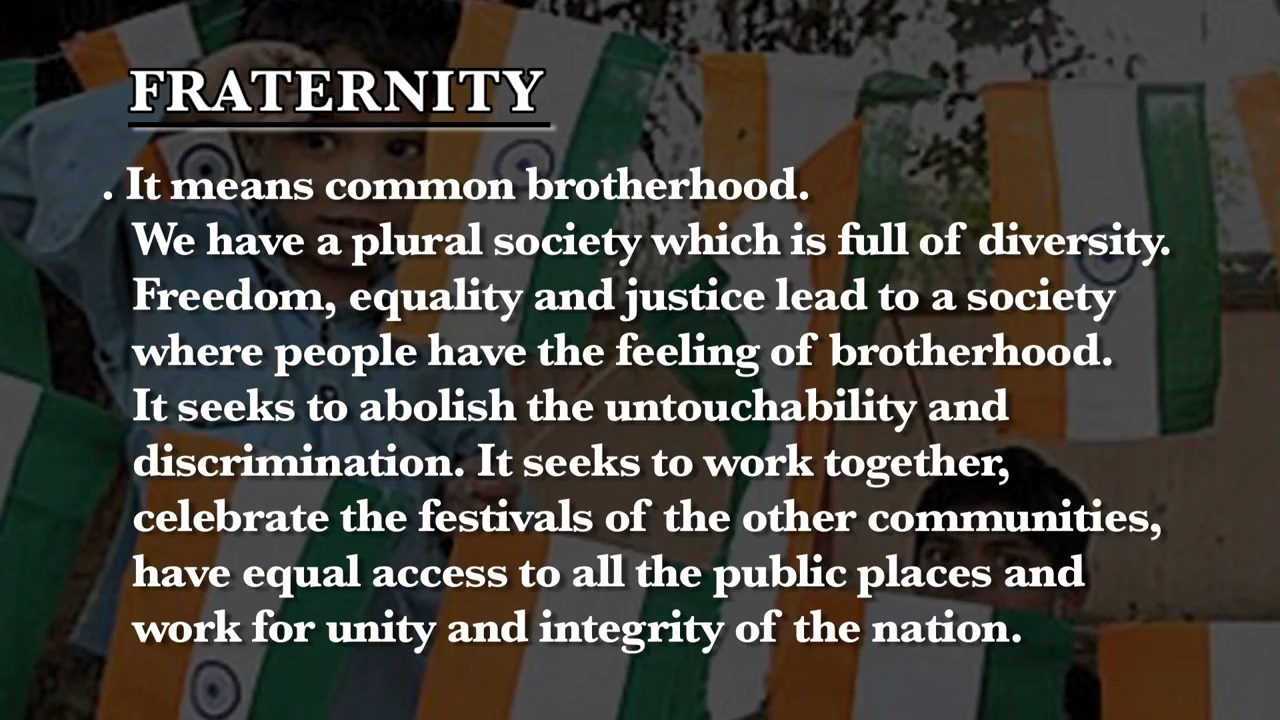 FRATERNITY
. It means common brotherhood.
We have a plural society which is full of diversity.
Freedom, equality and justice lead to a society
where people have the feeling of brotherhood.
It seeks to abolish the untouchability and
discrimination. It seeks to work together,
celebrate the festivals of the other communities,
have equal access to all the public places and
work for unity and integrity of the nation.